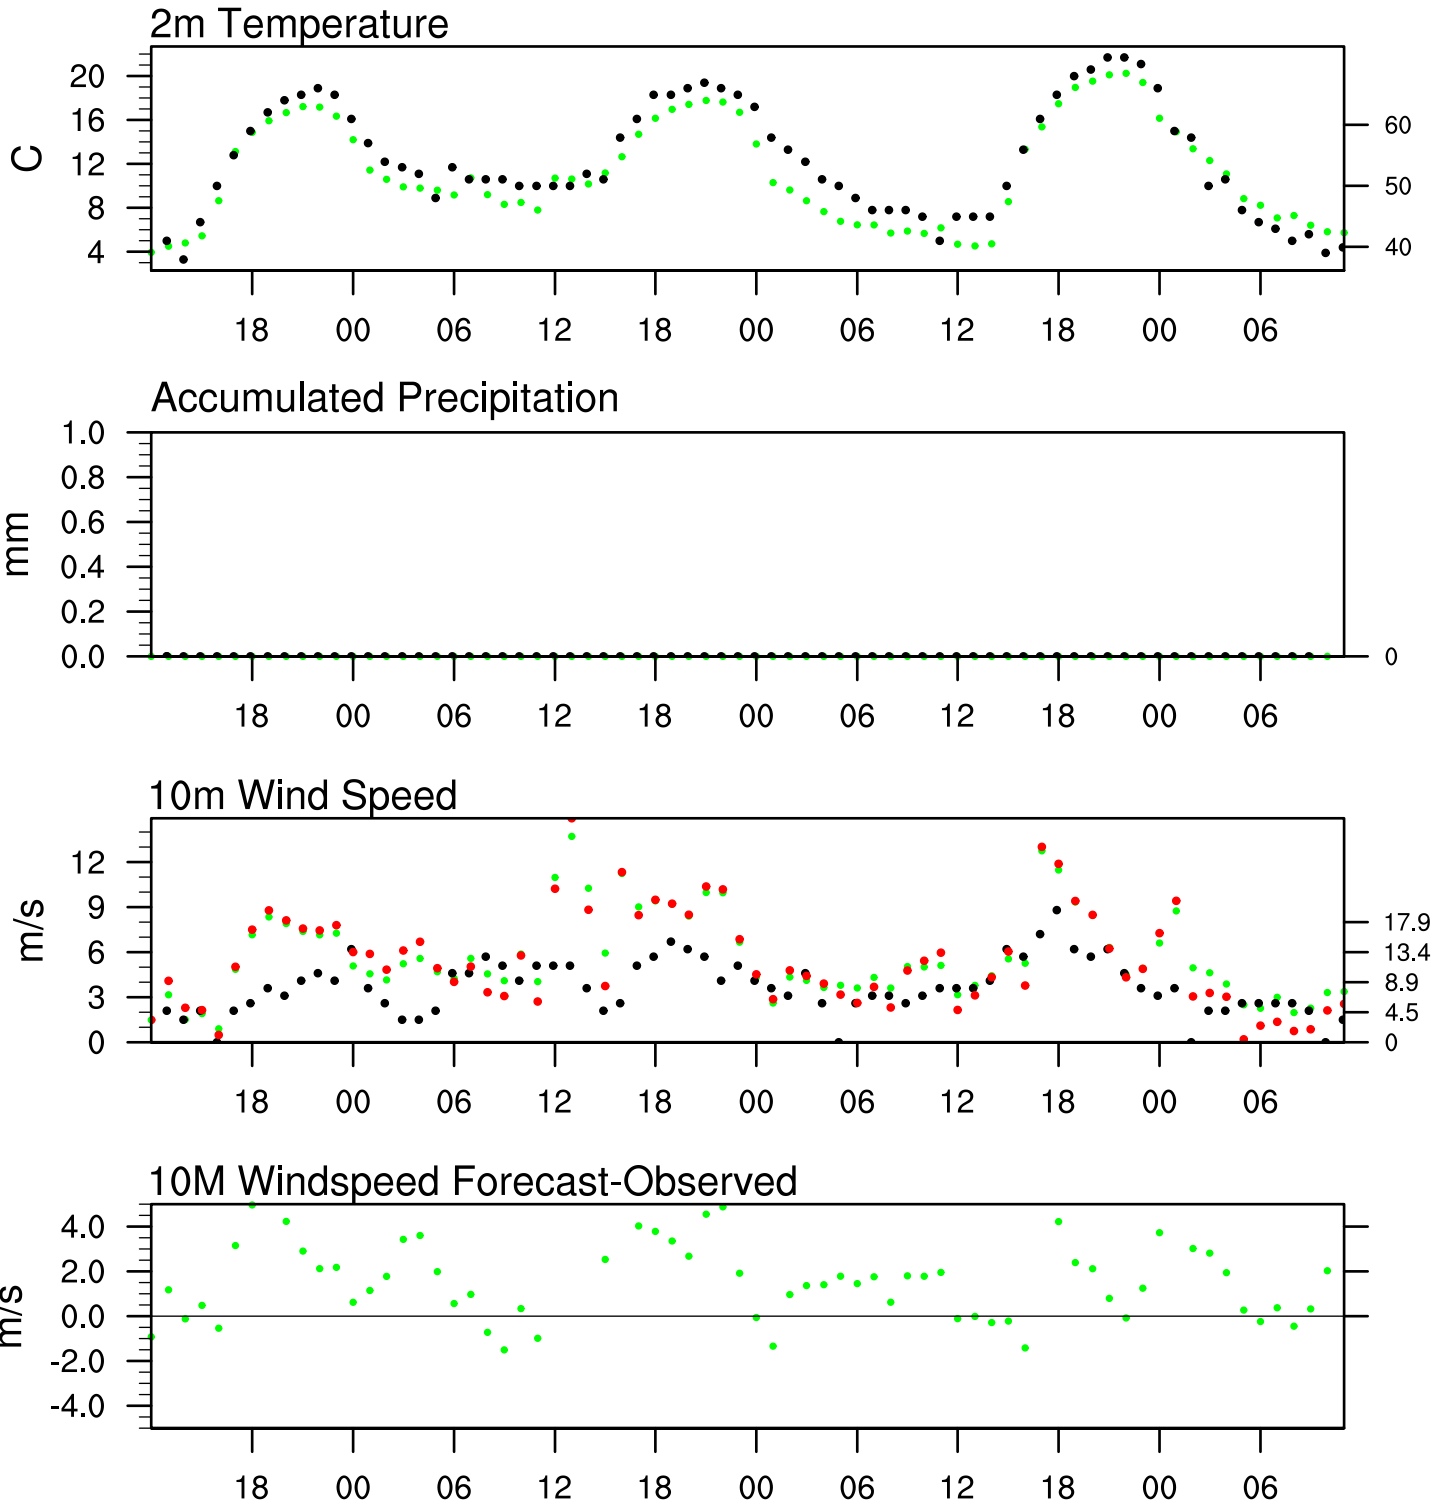 2m Temperature
20
16
12
8
4
C
60
50
40
18 00 06 12 18 00 06 12 18 00 06
Accumulated Precipitation
1.0
0.8
0.6
0.4
0.2
0.0
mm
0
18 00 06 12 18 00 06 12 18 00 06
10m Wind Speed
12
9
6
3
0
m/s
17.9
13.4
8.9
4.5
0
18 00 06 12 18 00 06 12 18 00 06
10M Windspeed Forecast-Observed
4.0
2.0
0.0
-2.0
-4.0
m/s
18 00 06 12 18 00 06 12 18 00 06